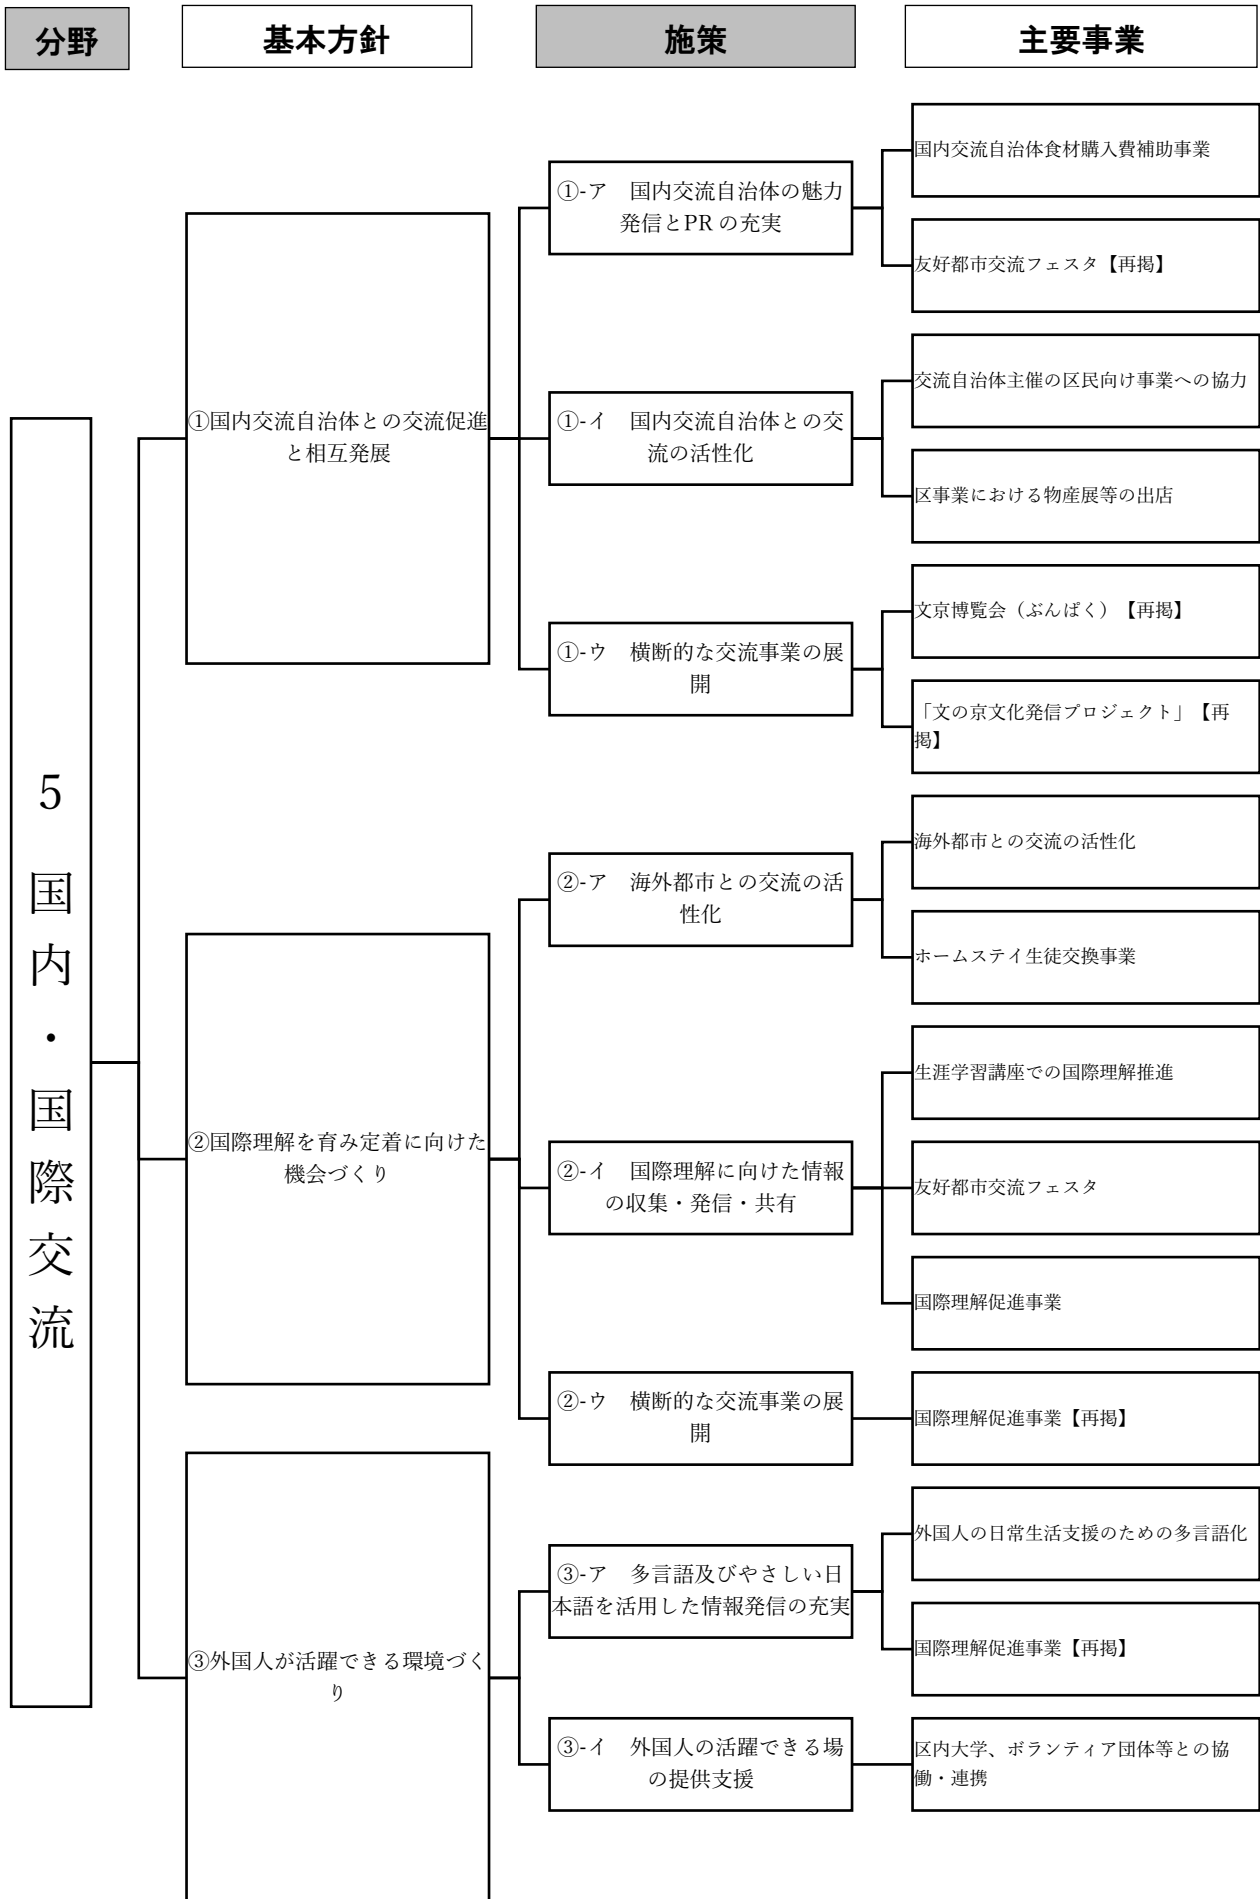 分野
基本方針
施策
主要事業
5 国内・国際交流
①国内交流自治体との交流促進
と相互発展
①-ア　国内交流自治体の魅力
発信とPR の充実
国内交流自治体食材購入費補助事業
友好都市交流フェスタ【再掲】
①-イ　国内交流自治体との交
流の活性化
交流自治体主催の区民向け事業への協力
区事業における物産展等の出店
①-ウ　横断的な交流事業の展
開
文京博覧会（ぶんぱく）【再掲】
「文の京文化発信プロジェクト」【再
掲】
②国際理解を育み定着に向けた
機会づくり
②-ア　海外都市との交流の活
性化
海外都市との交流の活性化
ホームステイ生徒交換事業
②-イ　国際理解に向けた情報
の収集・発信・共有
生涯学習講座での国際理解推進
友好都市交流フェスタ
国際理解促進事業
②-ウ　横断的な交流事業の展
開
国際理解促進事業【再掲】
③外国人が活躍できる環境づく
り
③-ア　多言語及びやさしい日
本語を活用した情報発信の充実
外国人の日常生活支援のための多言語化
国際理解促進事業【再掲】
③-イ　外国人の活躍できる場
の提供支援
区内大学、ボランティア団体等との協
働・連携